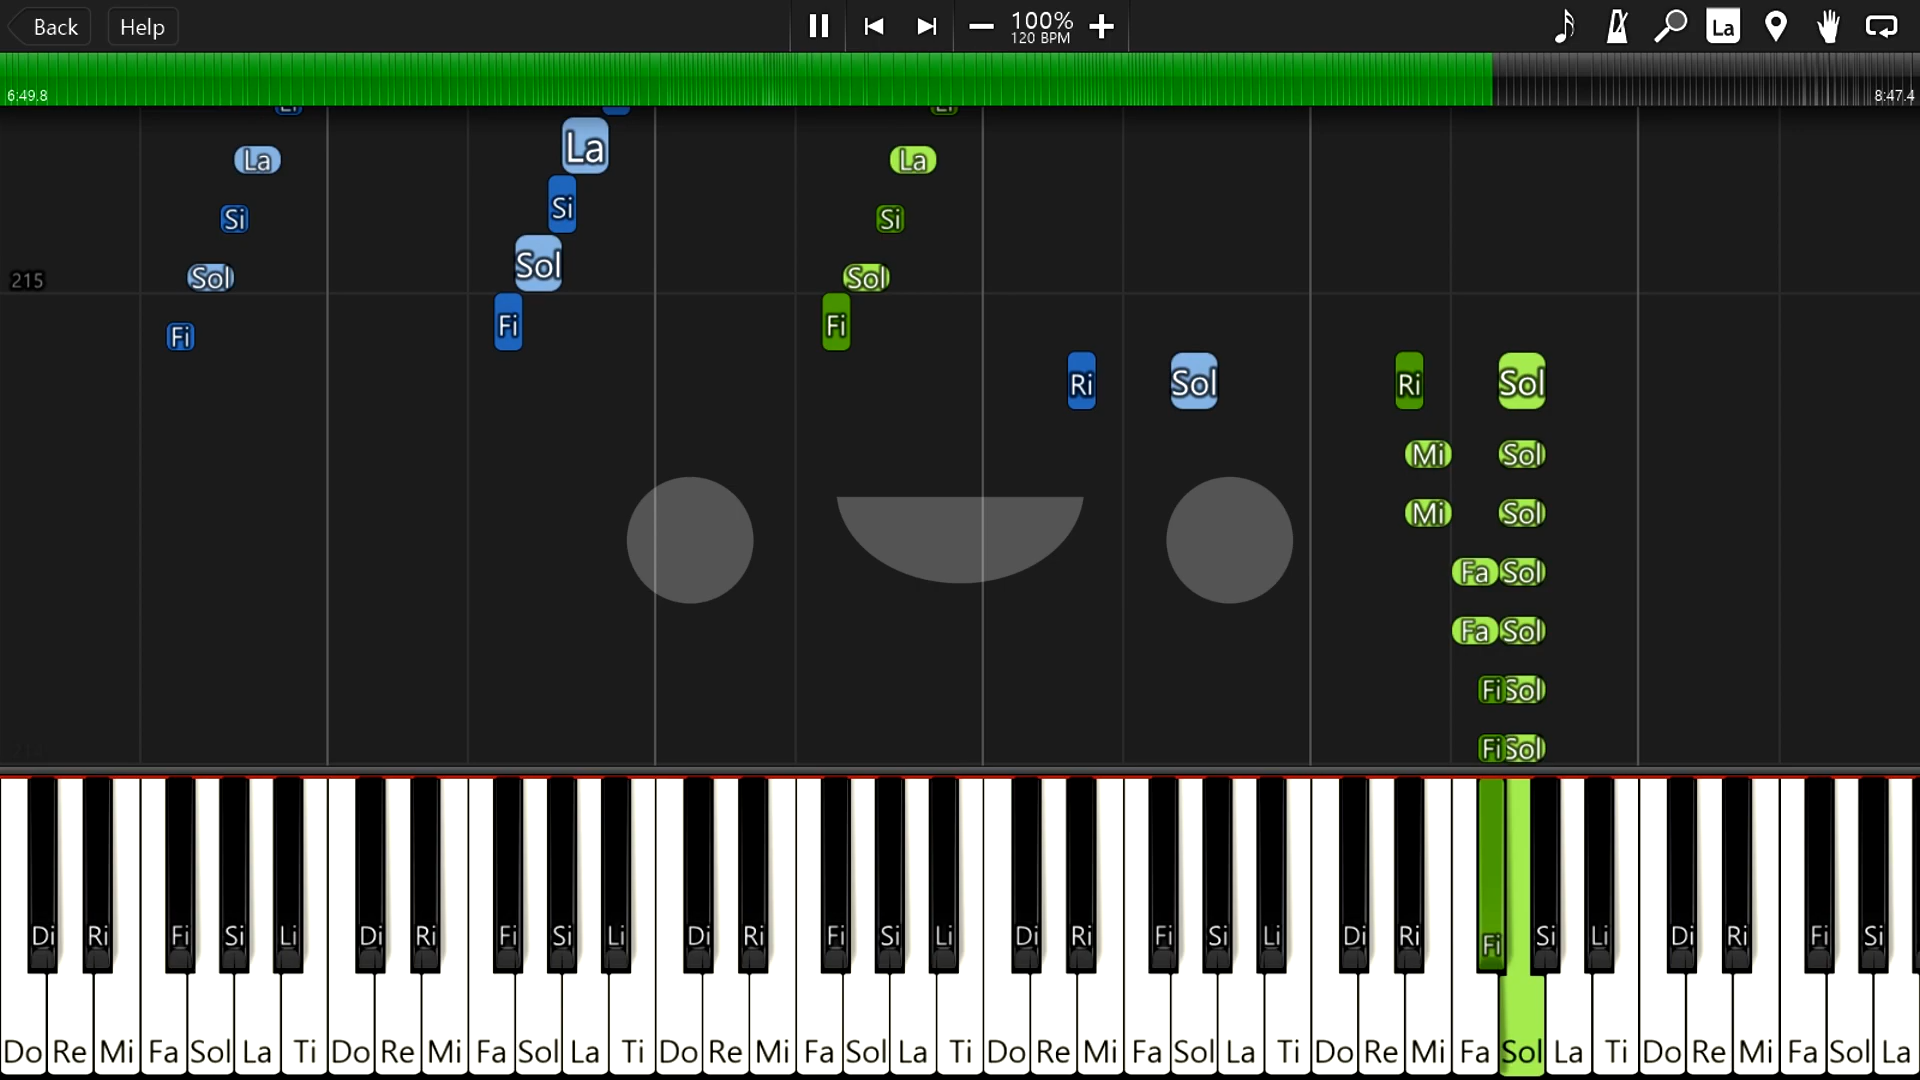 Back Help 100% La
120 BPM
6:49.8 8:47.4
La
La La
Si
Si Si
Sol
215 Sol Sol
Fi Fi
Fi
Ri Sol Ri Sol
Mi Sol
Mi Sol
Fa Sol
Fa Sol
Fi Sol
Fi Sol
Di Ri Fi Si Li Di Ri Fi Si Li Di Ri Fi Si Li Di Ri Fi Si Li Di Ri Fi Si Li Di Ri Fi Si
Do Re Mi Fa Sol La Ti Do Re Mi Fa Sol La Ti Do Re Mi Fa Sol La Ti Do Re Mi Fa Sol La Ti Do Re Mi Fa Sol La Ti Do Re Mi Fa Sol La